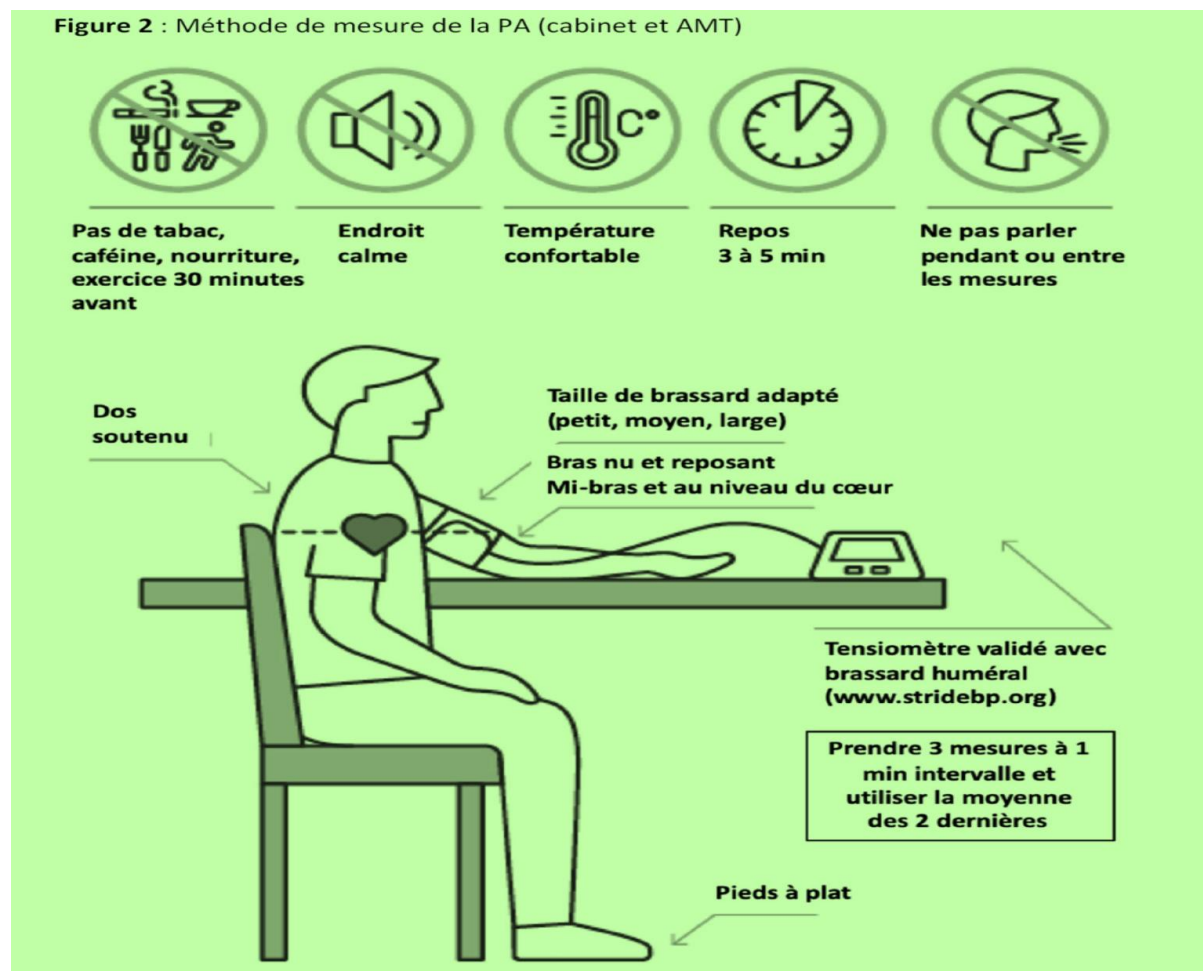 Figure 2 : Méthode de mesure de la PA (cabinet et AMT)
C°
Pas de tabac,
caféine, nourriture,
exercice 30 minutes
avant
Endroit
calme
Température
confortable
Repos
3 à 5 min
Ne pas parler
pendant ou entre
les mesures
Dos
soutenu
Taille de brassard adapté
(petit, moyen, large)
Bras nu et reposant
Mi-bras et au niveau du cœur
Tensiomètre validé avec
brassard huméral
(www.stridebp.org)
Prendre 3 mesures à 1
min intervalle et
utiliser la moyenne
des 2 dernières
Pieds à plat